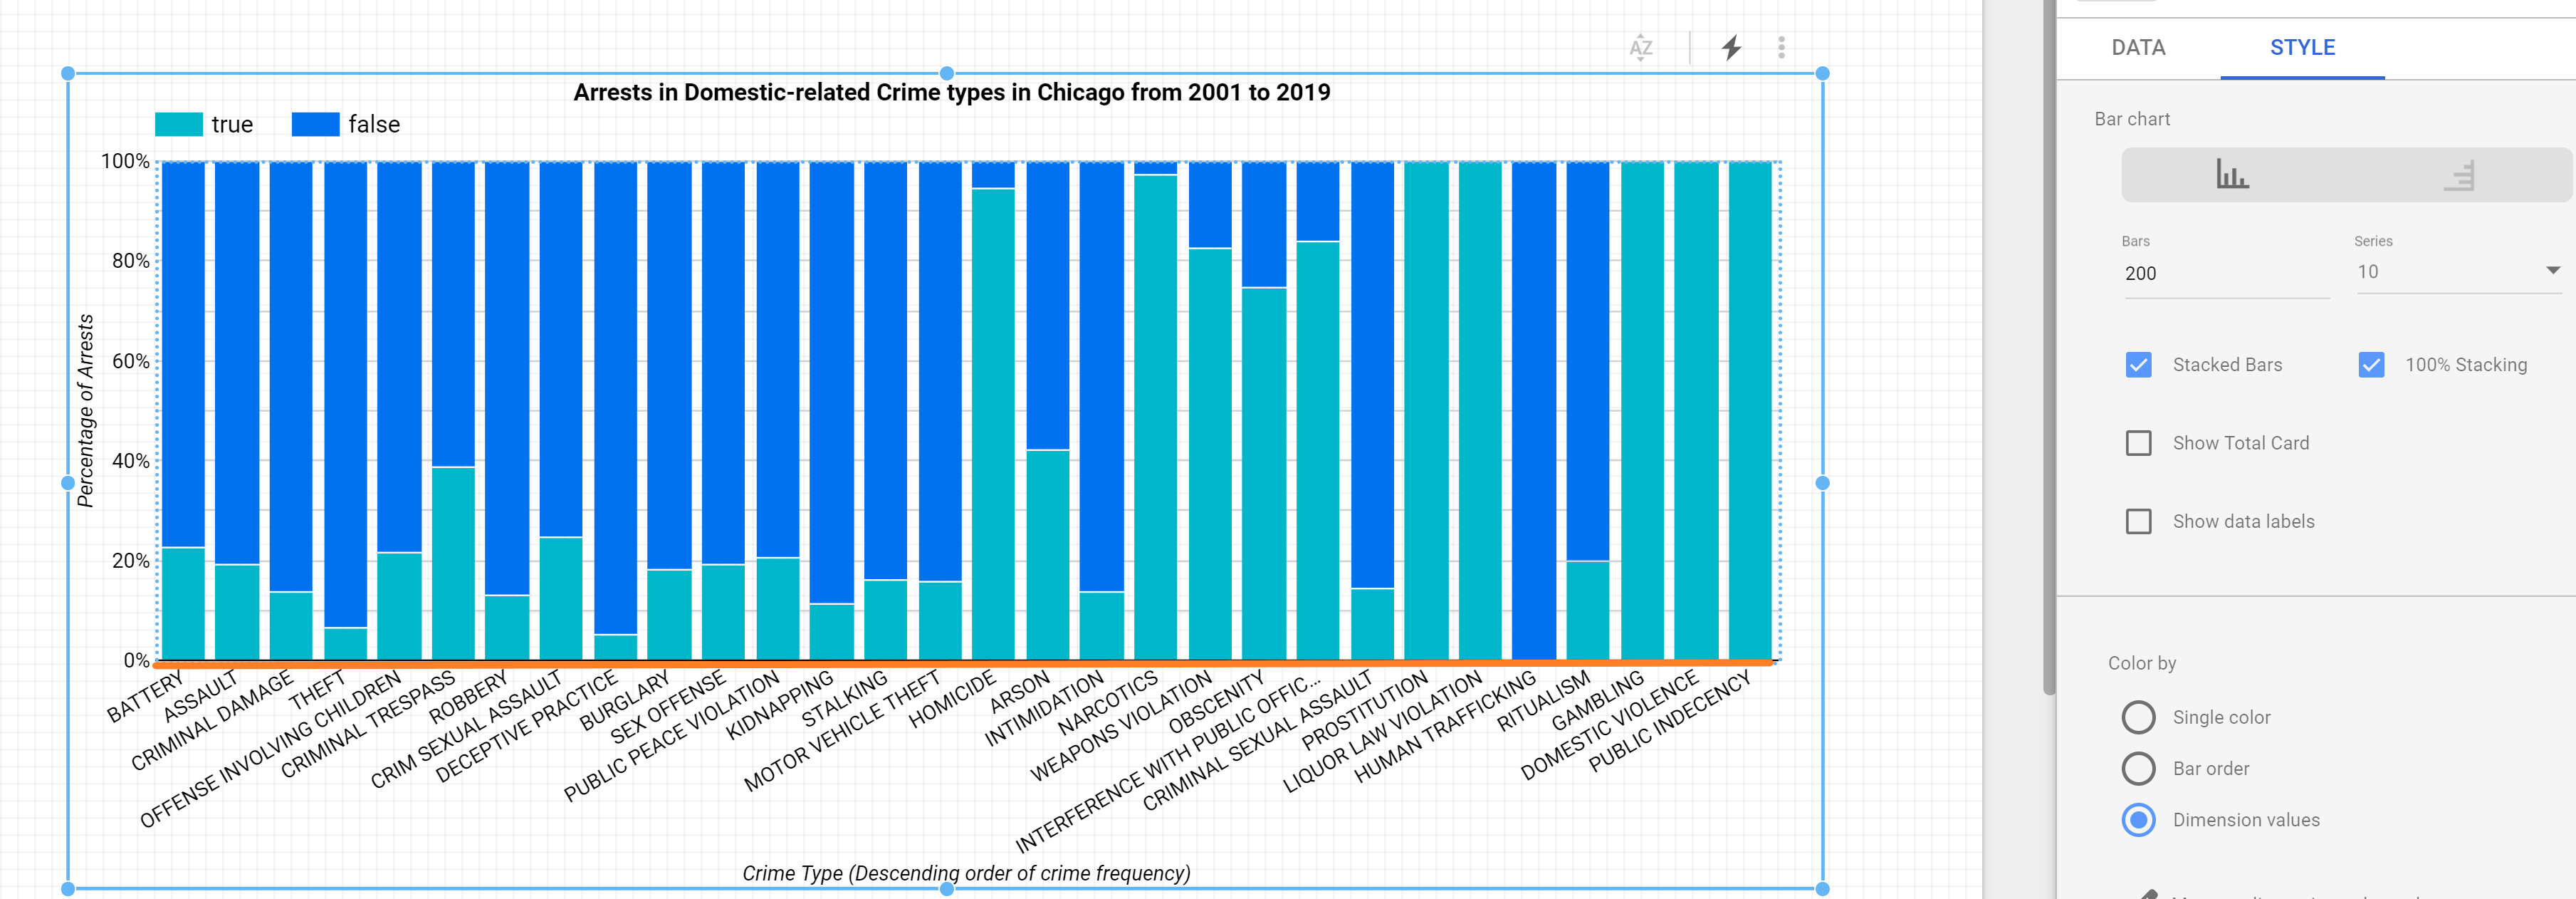 AZ
Arrests in Domestic-related Crime types in Chicago from 2001 to 2019
true
false
100%
80%
60%
40%
20%
0%
Percentage of Arrests
BATTERY
ASSAULT
CRIMINAL DAMAGE
THEFT
OFFENSE INVOLVING CHILDREN
CRIMINAL TRESPASS
ROBBERY
CRIM SEXUAL ASSAULT
DECEPTIVE PRACTICE
BURGLARY
SEX OFFENSE
PUBLIC PEACE VIOLATION
KIDNAPPING
STALKING
MOTOR VEHICLE THEFT
HOMICIDE
ARSON
INTIMIDATION
NARCOTICS
WEAPONS VIOLATION
OBSCENITY
INTERFERENCE WITH PUBLIC OFFIC...
CRIMINAL SEXUAL ASSAULT
PROSTITUTION
LIQUOR LAW VIOLATION
HUMAN TRAFFICKING
RITUALISM
GAMBLING
DOMESTIC VIOLENCE
PUBLIC INDECENCY
Crime Type (Descending order of crime frequency)
DATA
STYLE
Bar chart
Bars
Series
200
10
Stacked Bars
100% Stacking
Show Total Card
Show data labels
Color by
Single color
Bar order
Dimension values